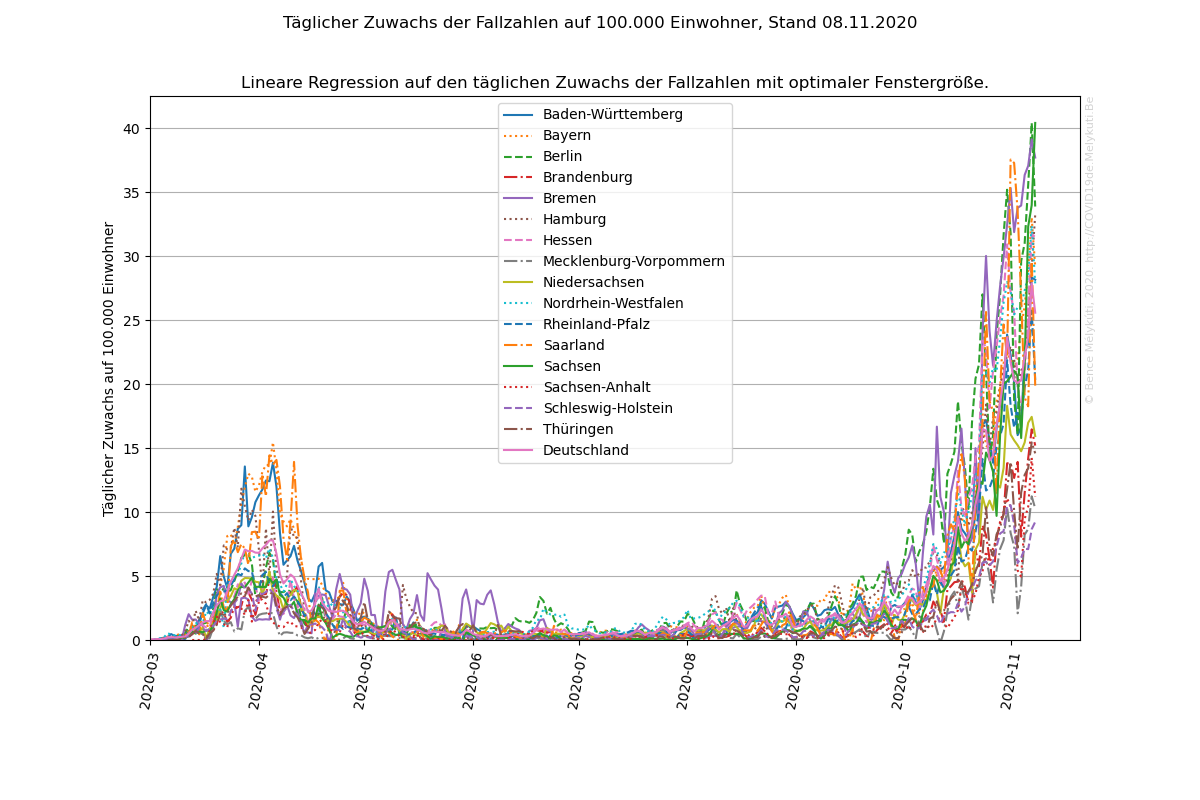 Täglicher Zuwachs der Fallzahlen auf 100.000 Einwohner, Stand 08.11.2020
Lineare Regression auf den täglichen Zuwachs der Fallzahlen mit optimaler Fenstergröße.
Täglicher Zuwachs auf 100.000 Einwohner
40
35
30
25
20
15
10
5
0
Baden-Württemberg
Bayern
Berlin
Brandenburg
Bremen
Hamburg
Hessen
Mecklenburg-Vorpommern
Niedersachsen
Nordrhein-Westfalen
Rheinland-Pfalz
Saarland
Sachsen
Sachsen-Anhalt
Schleswig-Holstein
Thüringen
Deutschland
2020-03
2020-04
2020-05
2020-06
2020-07
2020-08
2020-09
2020-10
2020-11
© Bence Mélykúti, 2020. http://COVID19de.Melykuti.Be